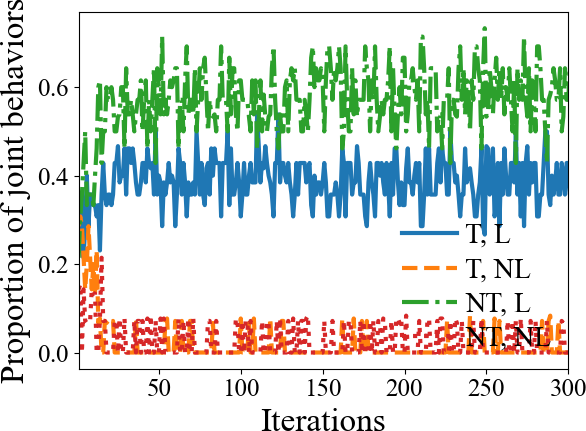 Proportion of joint behaviors
0.6
0.4
0.2
0.0
T, L
T, NL
NT, L
NT, NL
50 100 150 200 250 300
Iterations